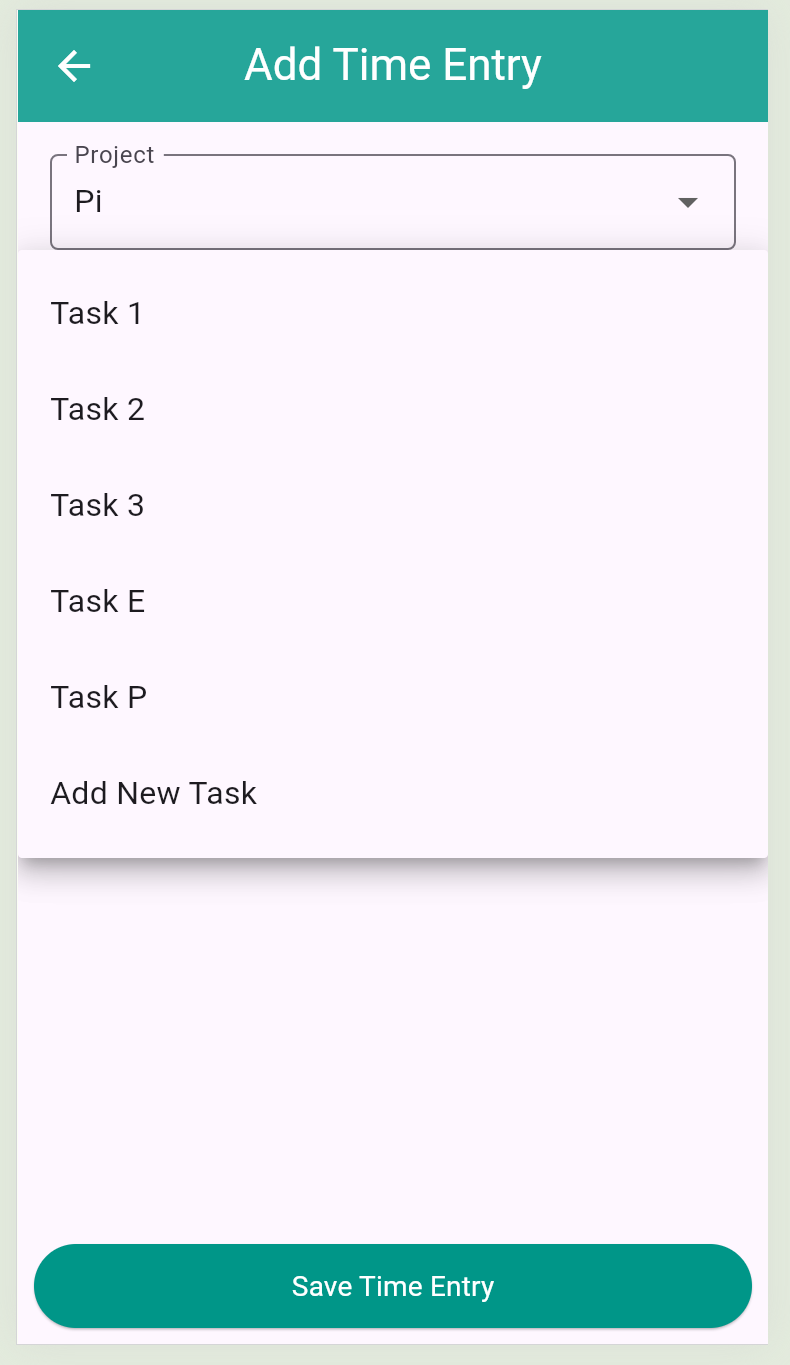 Add Time Entry
Project
Pi
Task 1
Task 2
Task 3
Task E
Task P
Add New Task
Save Time Entry